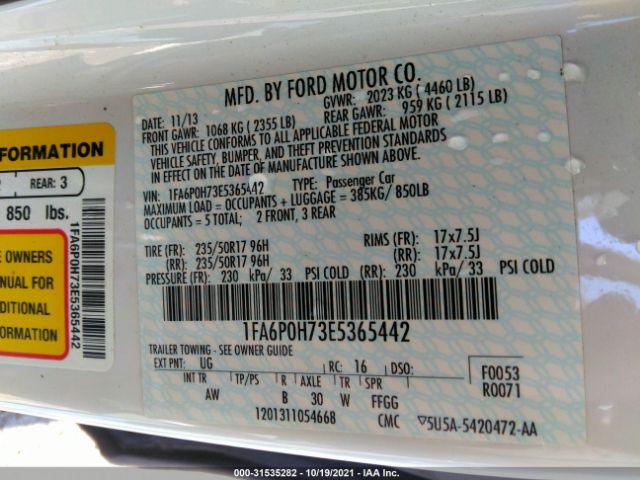 MFD. BY FORD MOTOR CO.
DATE: 11/13 GVWR: 2023 KG ( 4460 LB)
FRONT GAWR: 1068 KG ( 2355 LB) REAR GAWR: 959 KG ( 2115 LB)
THIS VEHICLE CONFORMS TO ALL APPLICABLE FEDERAL MOTOR
VEHICLE SAFETY, BUMPER, AND THEFT PREVENTION STANDARDS
IN EFFECT ON THE DATE OF MANUFACTURE SHOWN ABOVE.
VIN: 1FA6P0H73E5365442 TYPE: Passenger Car
MAXIMUM LOAD = OCCUPANTS + LUGGAGE = 385KG/ 850LB
OCCUPANTS = 5 TOTAL; 2 FRONT, 3 REAR
TIRE (FR): 235/50R17 96H RIMS (FR): 17x7.5J
(RR): 235/50R17 96H (RR): 17x7.5J
PRESSURE (FR): 230 kPa/ 33 PSI COLD (RR): 230 kPa/ 33 PSI COLD
1FA6P0H73E5365442
TRAILER TOWING - SEE OWNER GUIDE
EXT PNT: UG RC: 16 DSO:
F0053
R0071
INT TR TP/PS R AXLE TR SPR
AW B 30 W FFGG
1201311054668 CMC 5U5A-5420472-AA
FORMATION
REAR: 3
850 lbs.
E OWNERS
ANUAL FOR
DITIONAL
FORMATION
1FA6P0H73E5365442
000-31535282 - 10/19/2021 - IAA Inc.